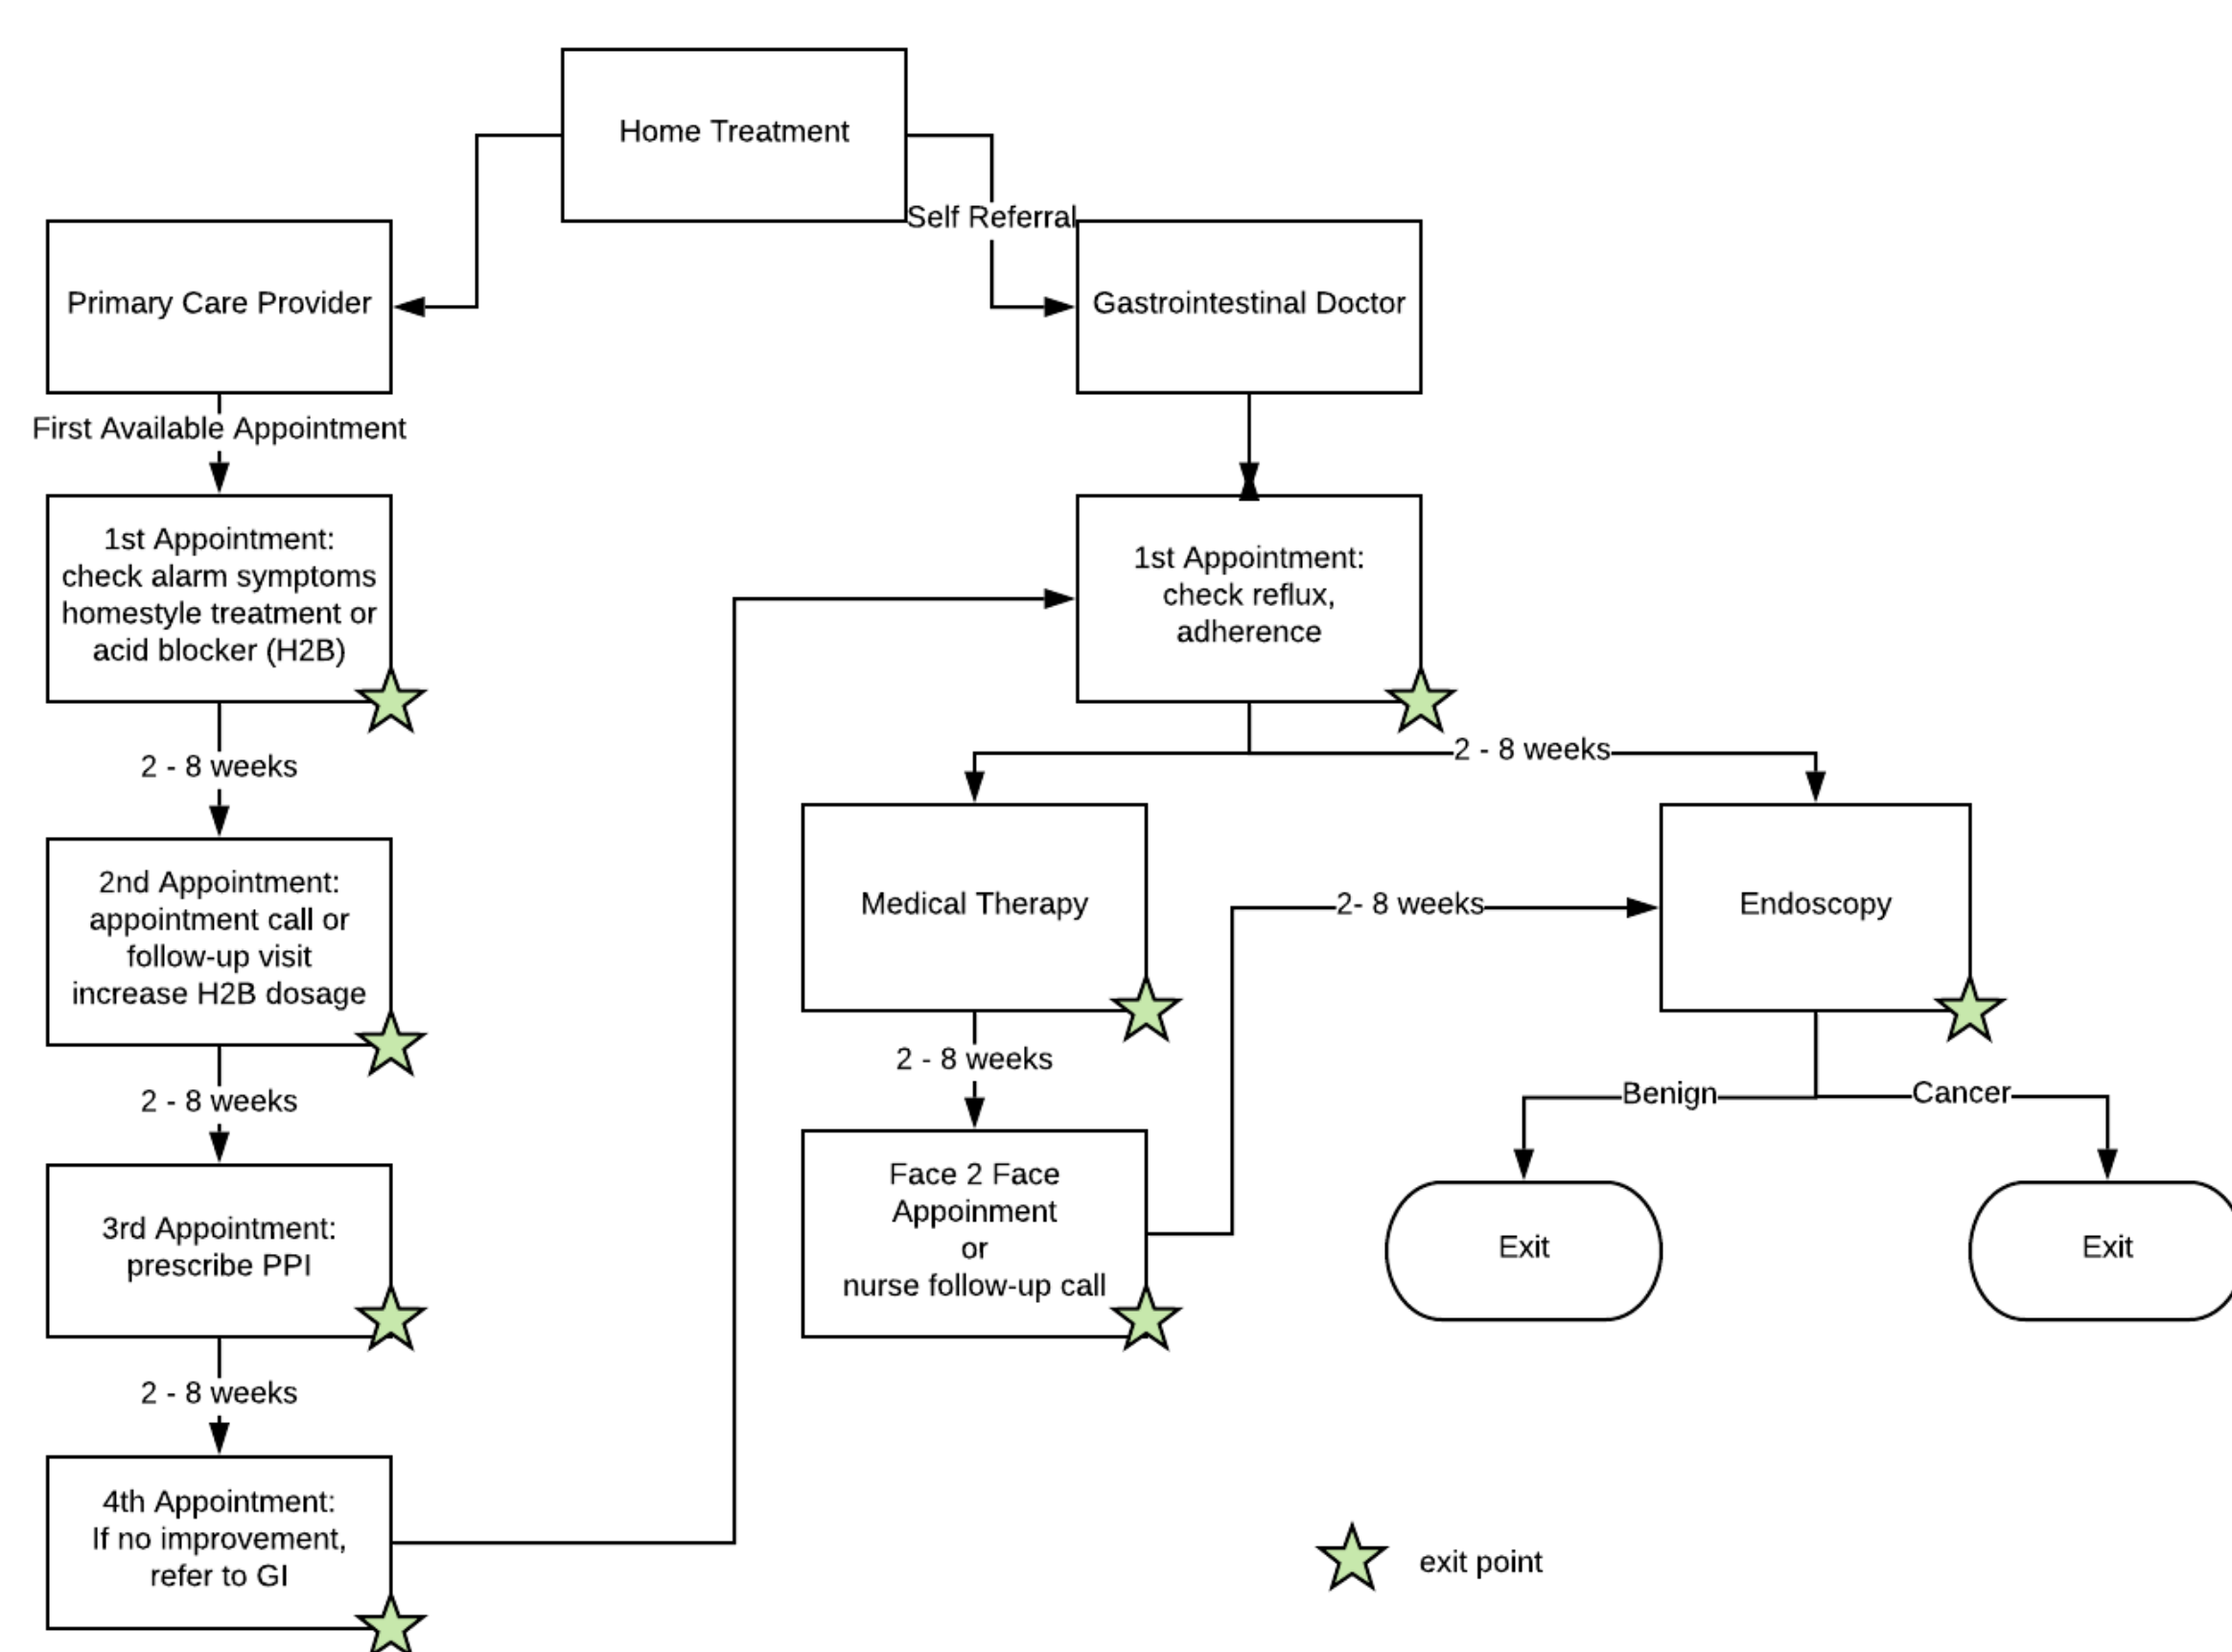 Home Treatment
Self Referral
Primary Care Provider
Gastrointestinal Doctor
First Available Appointment
1st Appointment:
check alarm symptoms
homestyle treatment or
acid blocker (H2B)
1st Appointment:
check reflux,
adherence
2 - 8 weeks
2 - 8 weeks
2nd Appointment:
appointment call or
follow-up visit
increase H2B dosage
Medical Therapy
2- 8 weeks
Endoscopy
2 - 8 weeks
2 - 8 weeks
Benign
Cancer
3rd Appointment:
prescribe PPI
Face 2 Face
Appoinment
or
nurse follow-up call
Exit
Exit
2 - 8 weeks
4th Appointment:
If no improvement,
refer to GI
exit point